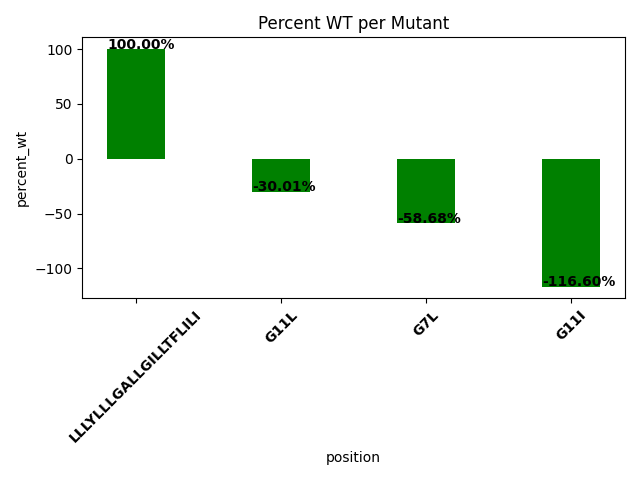 Percent WT per Mutant
percent_wt
100
50
0
−50
−100
100.00%
-30.01%
-58.68%
-116.60%
LLLYLLLGALLGILLTFLILI
G11L
G7L
G11I
position